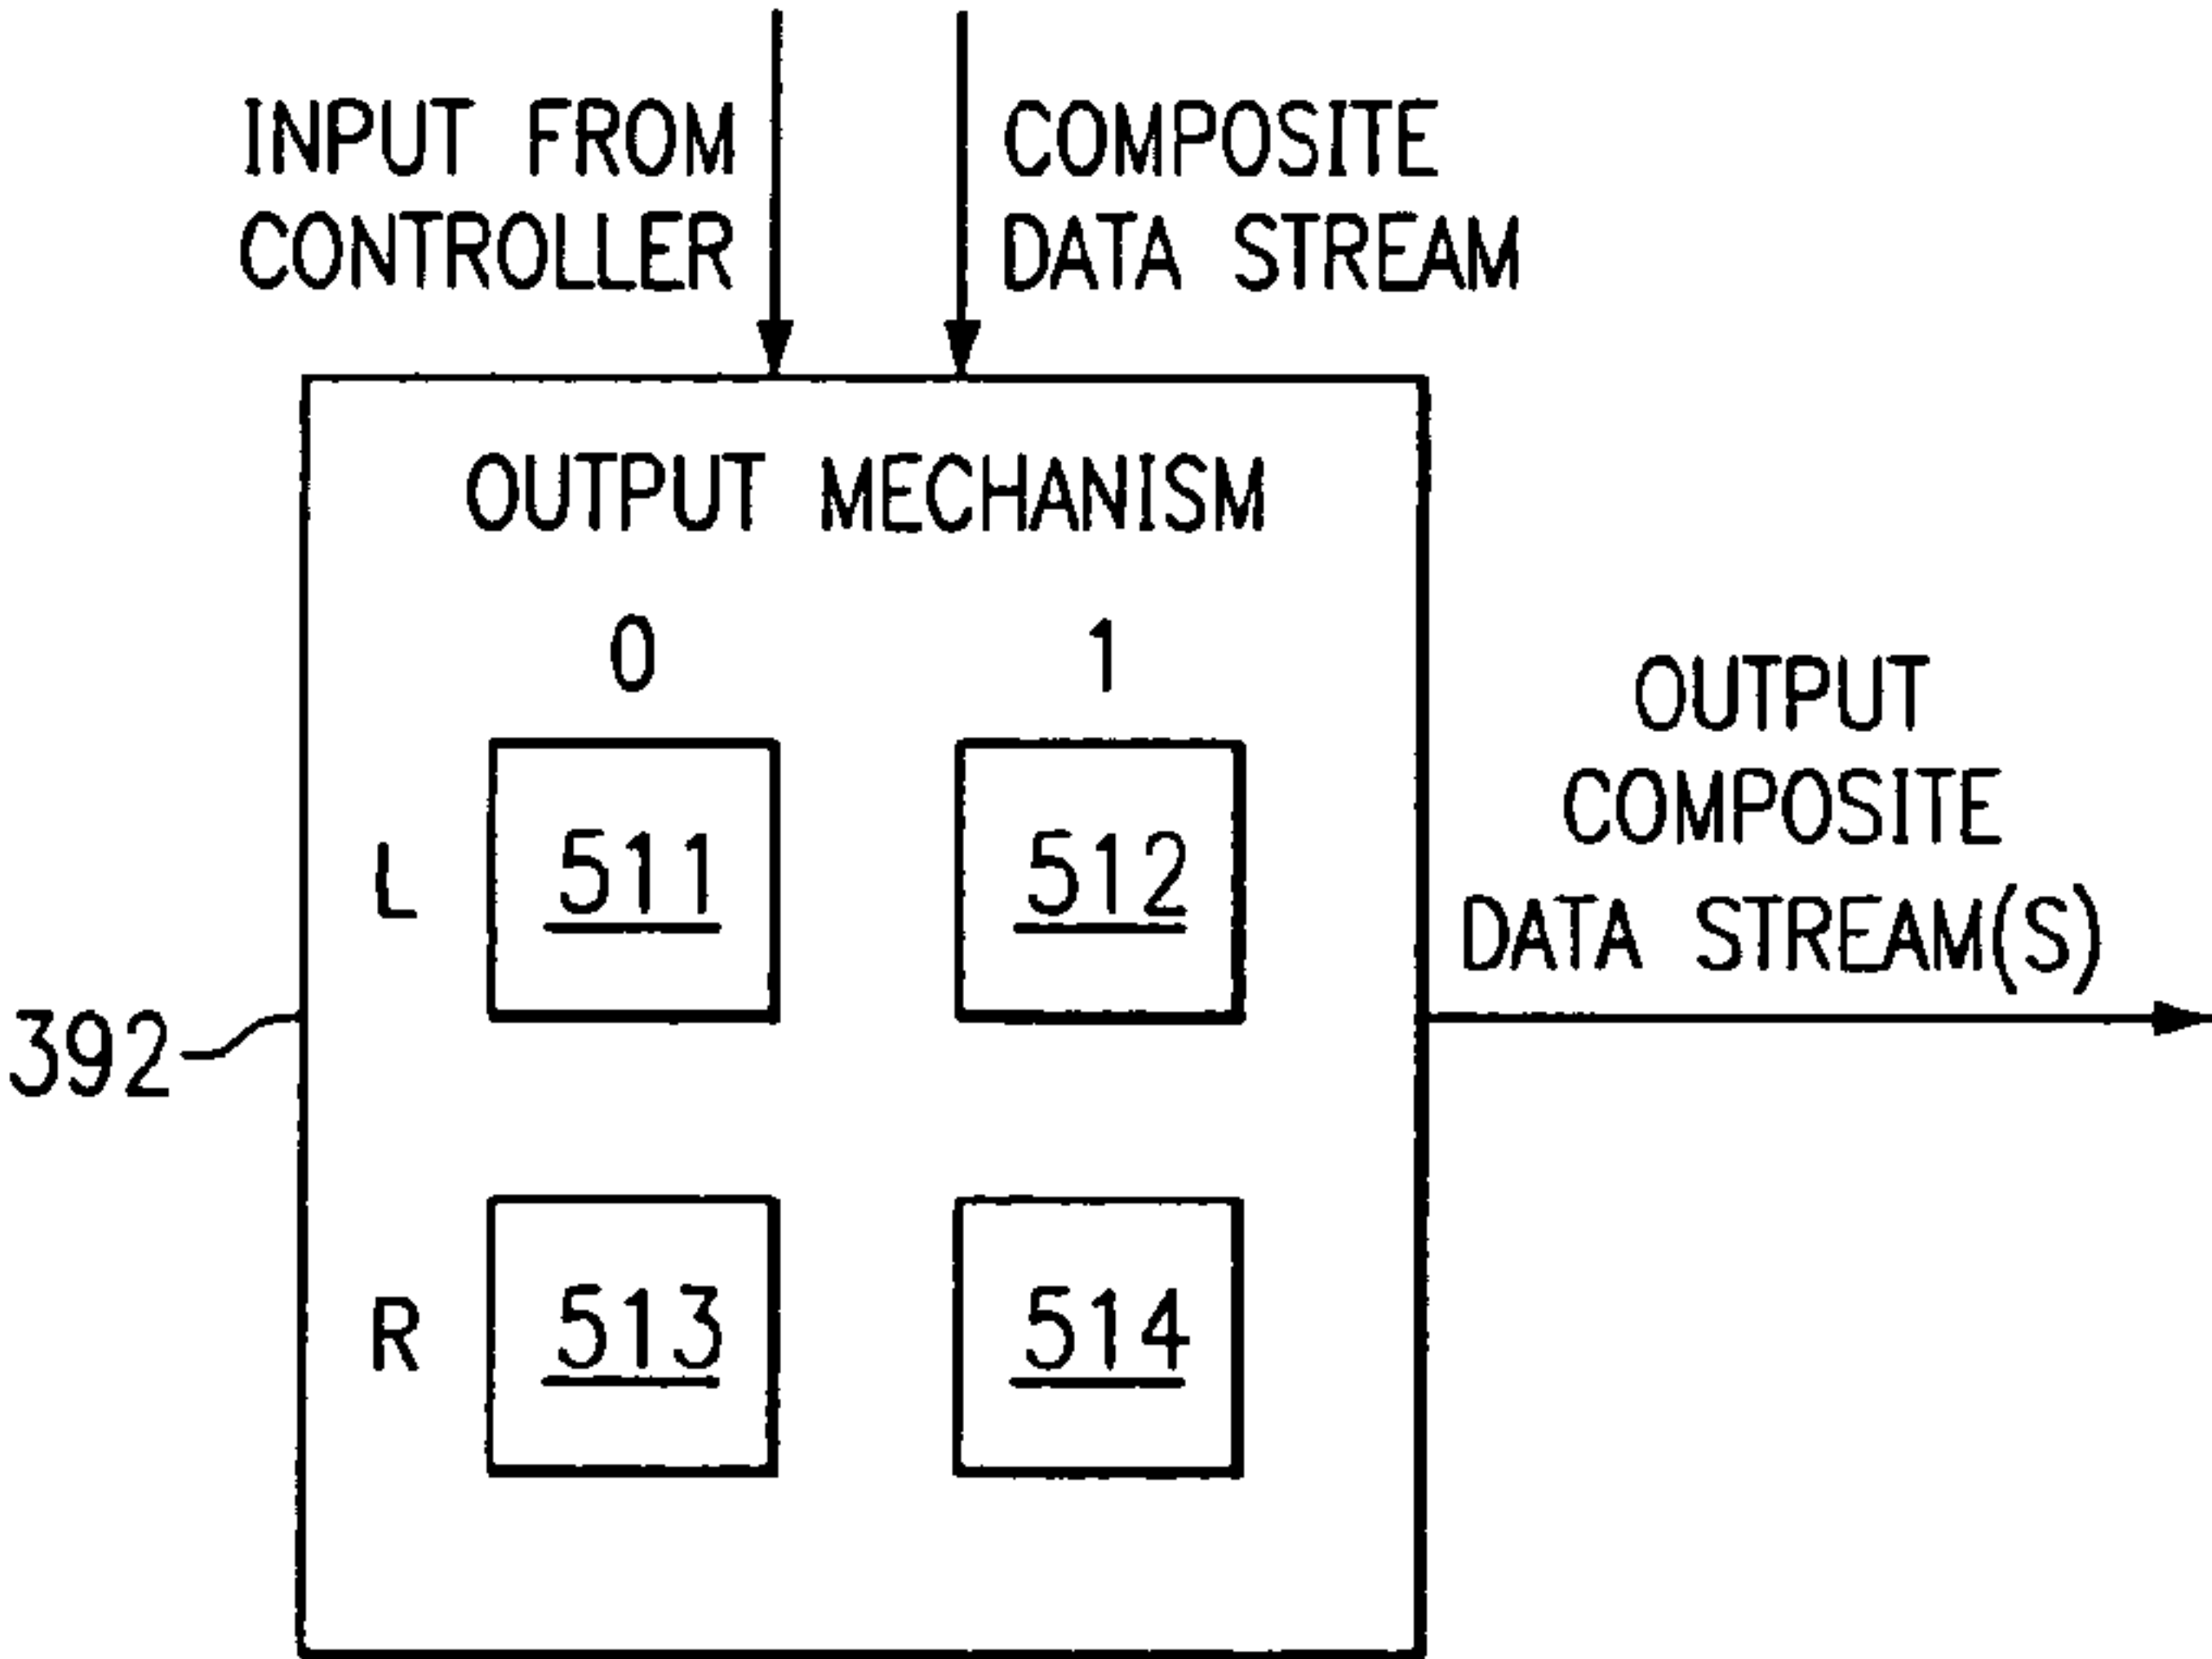 INPUT FROM
CONTROLLER
COMPOSITE
DATA STREAM
OUTPUT MECHANISM
0 1
L 511 512
R 513 514
392
OUTPUT
COMPOSITE
DATA STREAM(S)